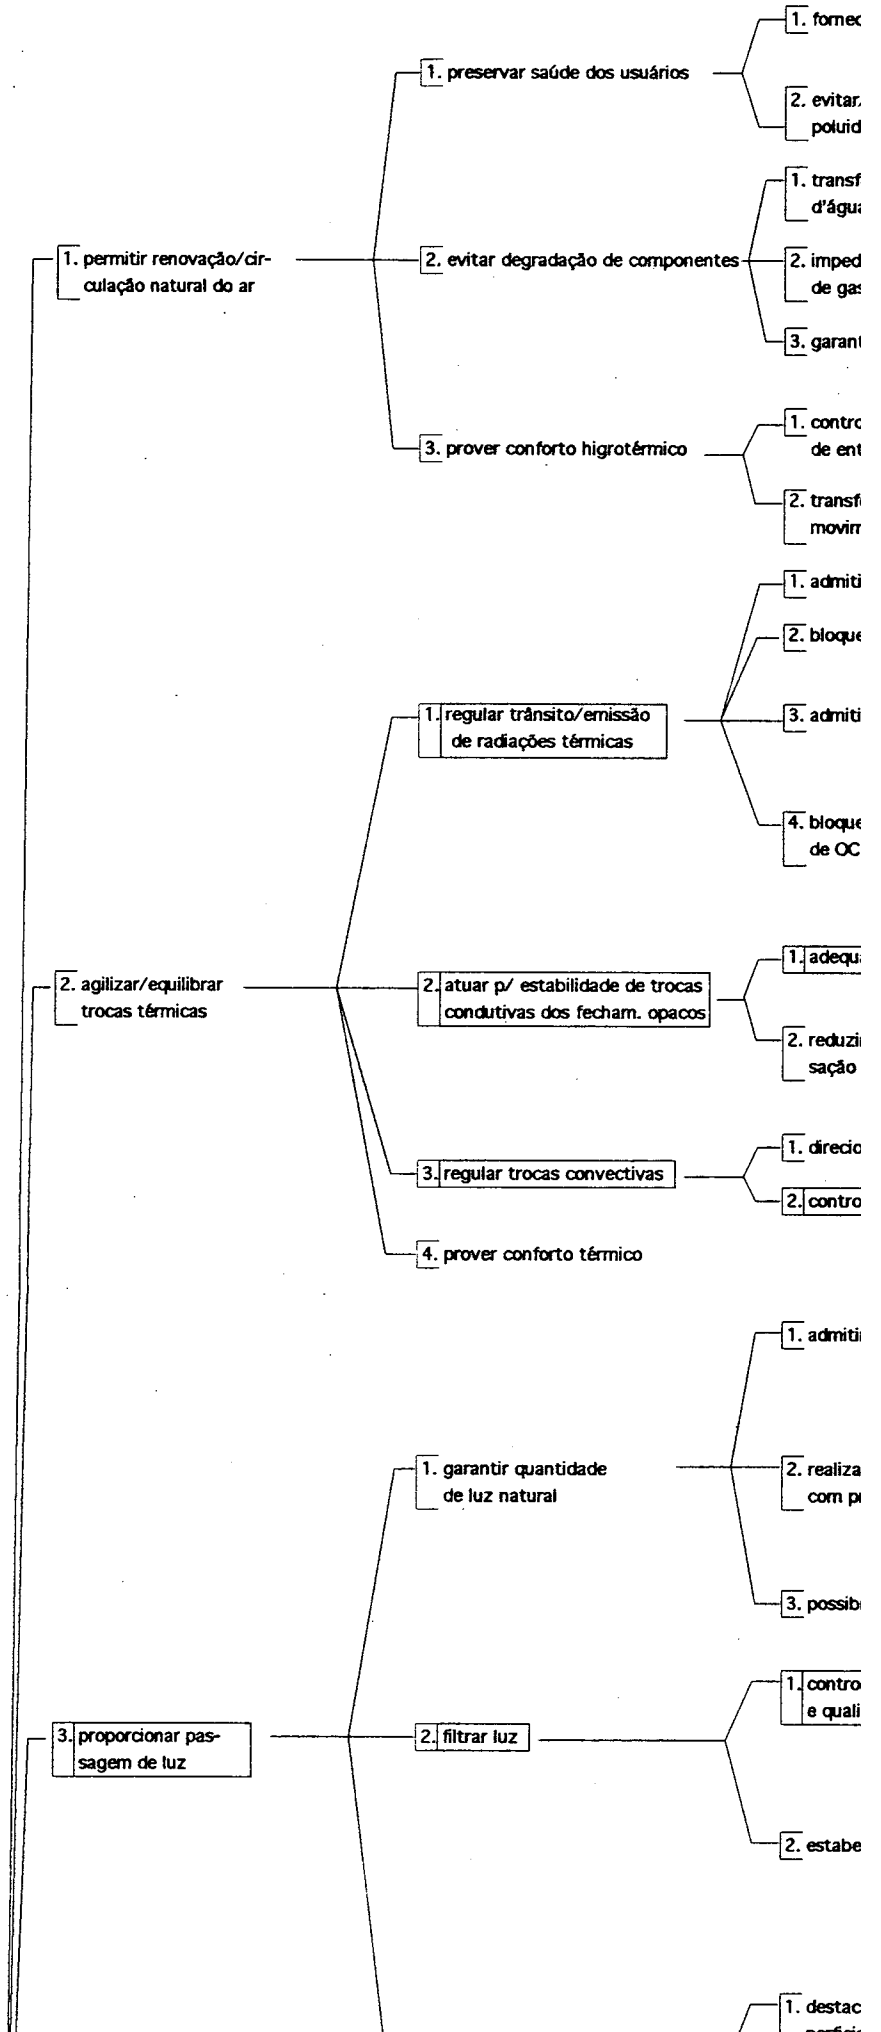 1. fornec
1. preservar saúde dos usuários
2. evitar/
poluid
1. transf
d'água
1. permitir renovação/cir-
culação natural do ar
2. evitar degradação de componentes
2. imped
de gas
3. garant
1. contro
3. prover conforto higrotérmico
de ent
2. transf
movim
1. admiti
2. bloque
1. regular trânsito/emissão
de radiações térmicas
3. admiti
4. bloque
de OC
1. adequa
2. agilizar/equilibrar
trocas térmicas
2. atuar p/ estabilidade de trocas
condutivas dos fecham. opacos
2. reduzi
sação
1. direcio
3. regular trocas convectivas
2. contro
4. prover conforto térmico
1. admiti
1. garantir quantidade
de luz natural
2. realiza
com p
3. possib
1. contro
e quali
3. proporcionar pas-
sagem de luz
2. filtrar luz
2. estabe
1. destac